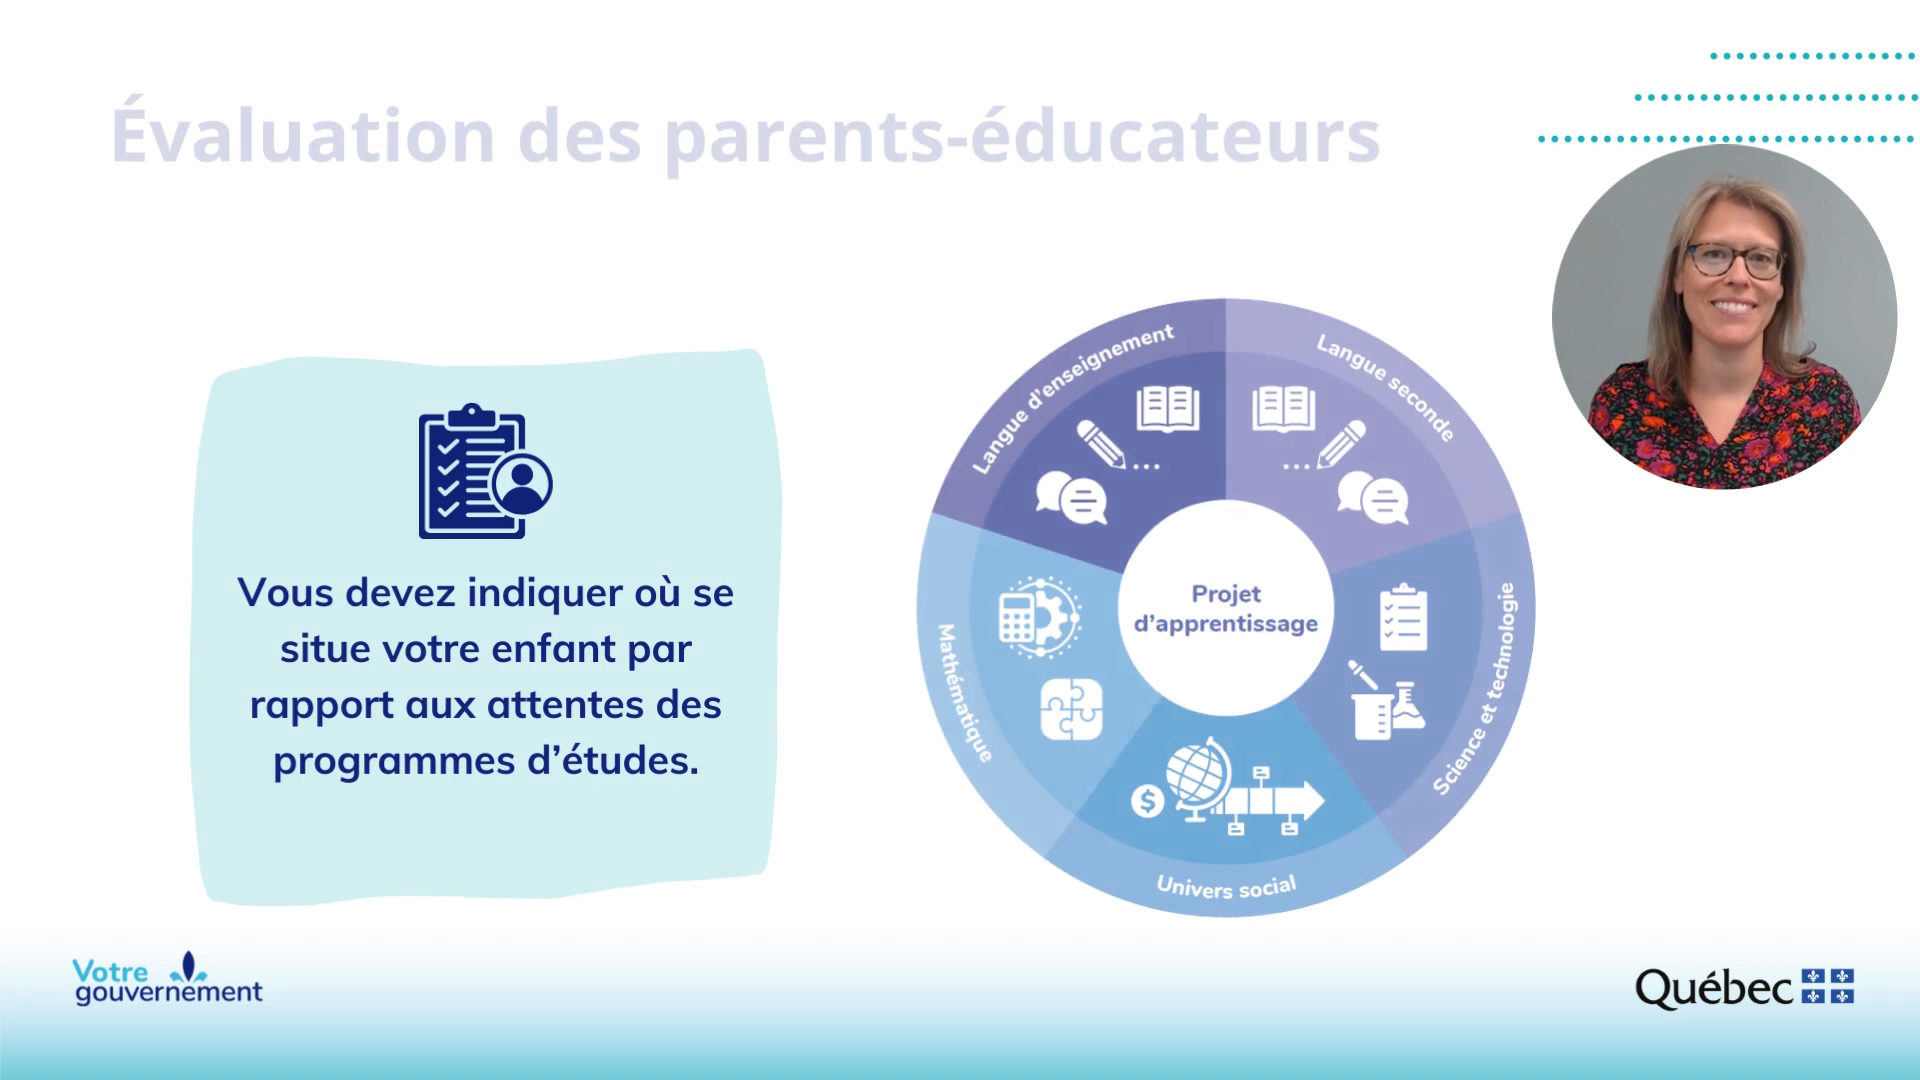 Évaluation des parents-éducateurs
Vous devez indiquer où se
situe votre enfant par
rapport aux attentes des
programmes d’études.
Langue d’enseignement
Langue seconde
Mathématique
Projet
d’apprentissage
Science et technologie
$
Univers social
Votre
gouvernement
Québec